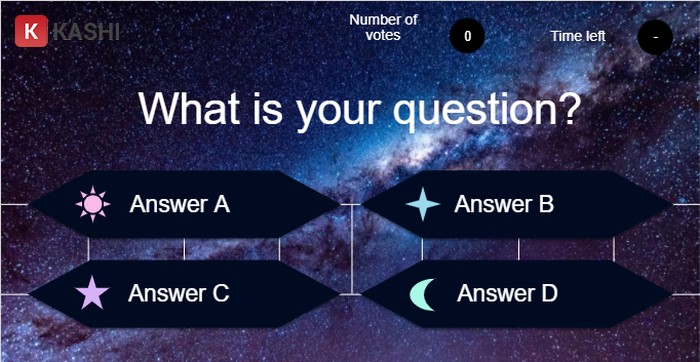 K KASHI
Number of
votes
0
Time left
-
What is your question?
Answer A
Answer B
Answer C
Answer D